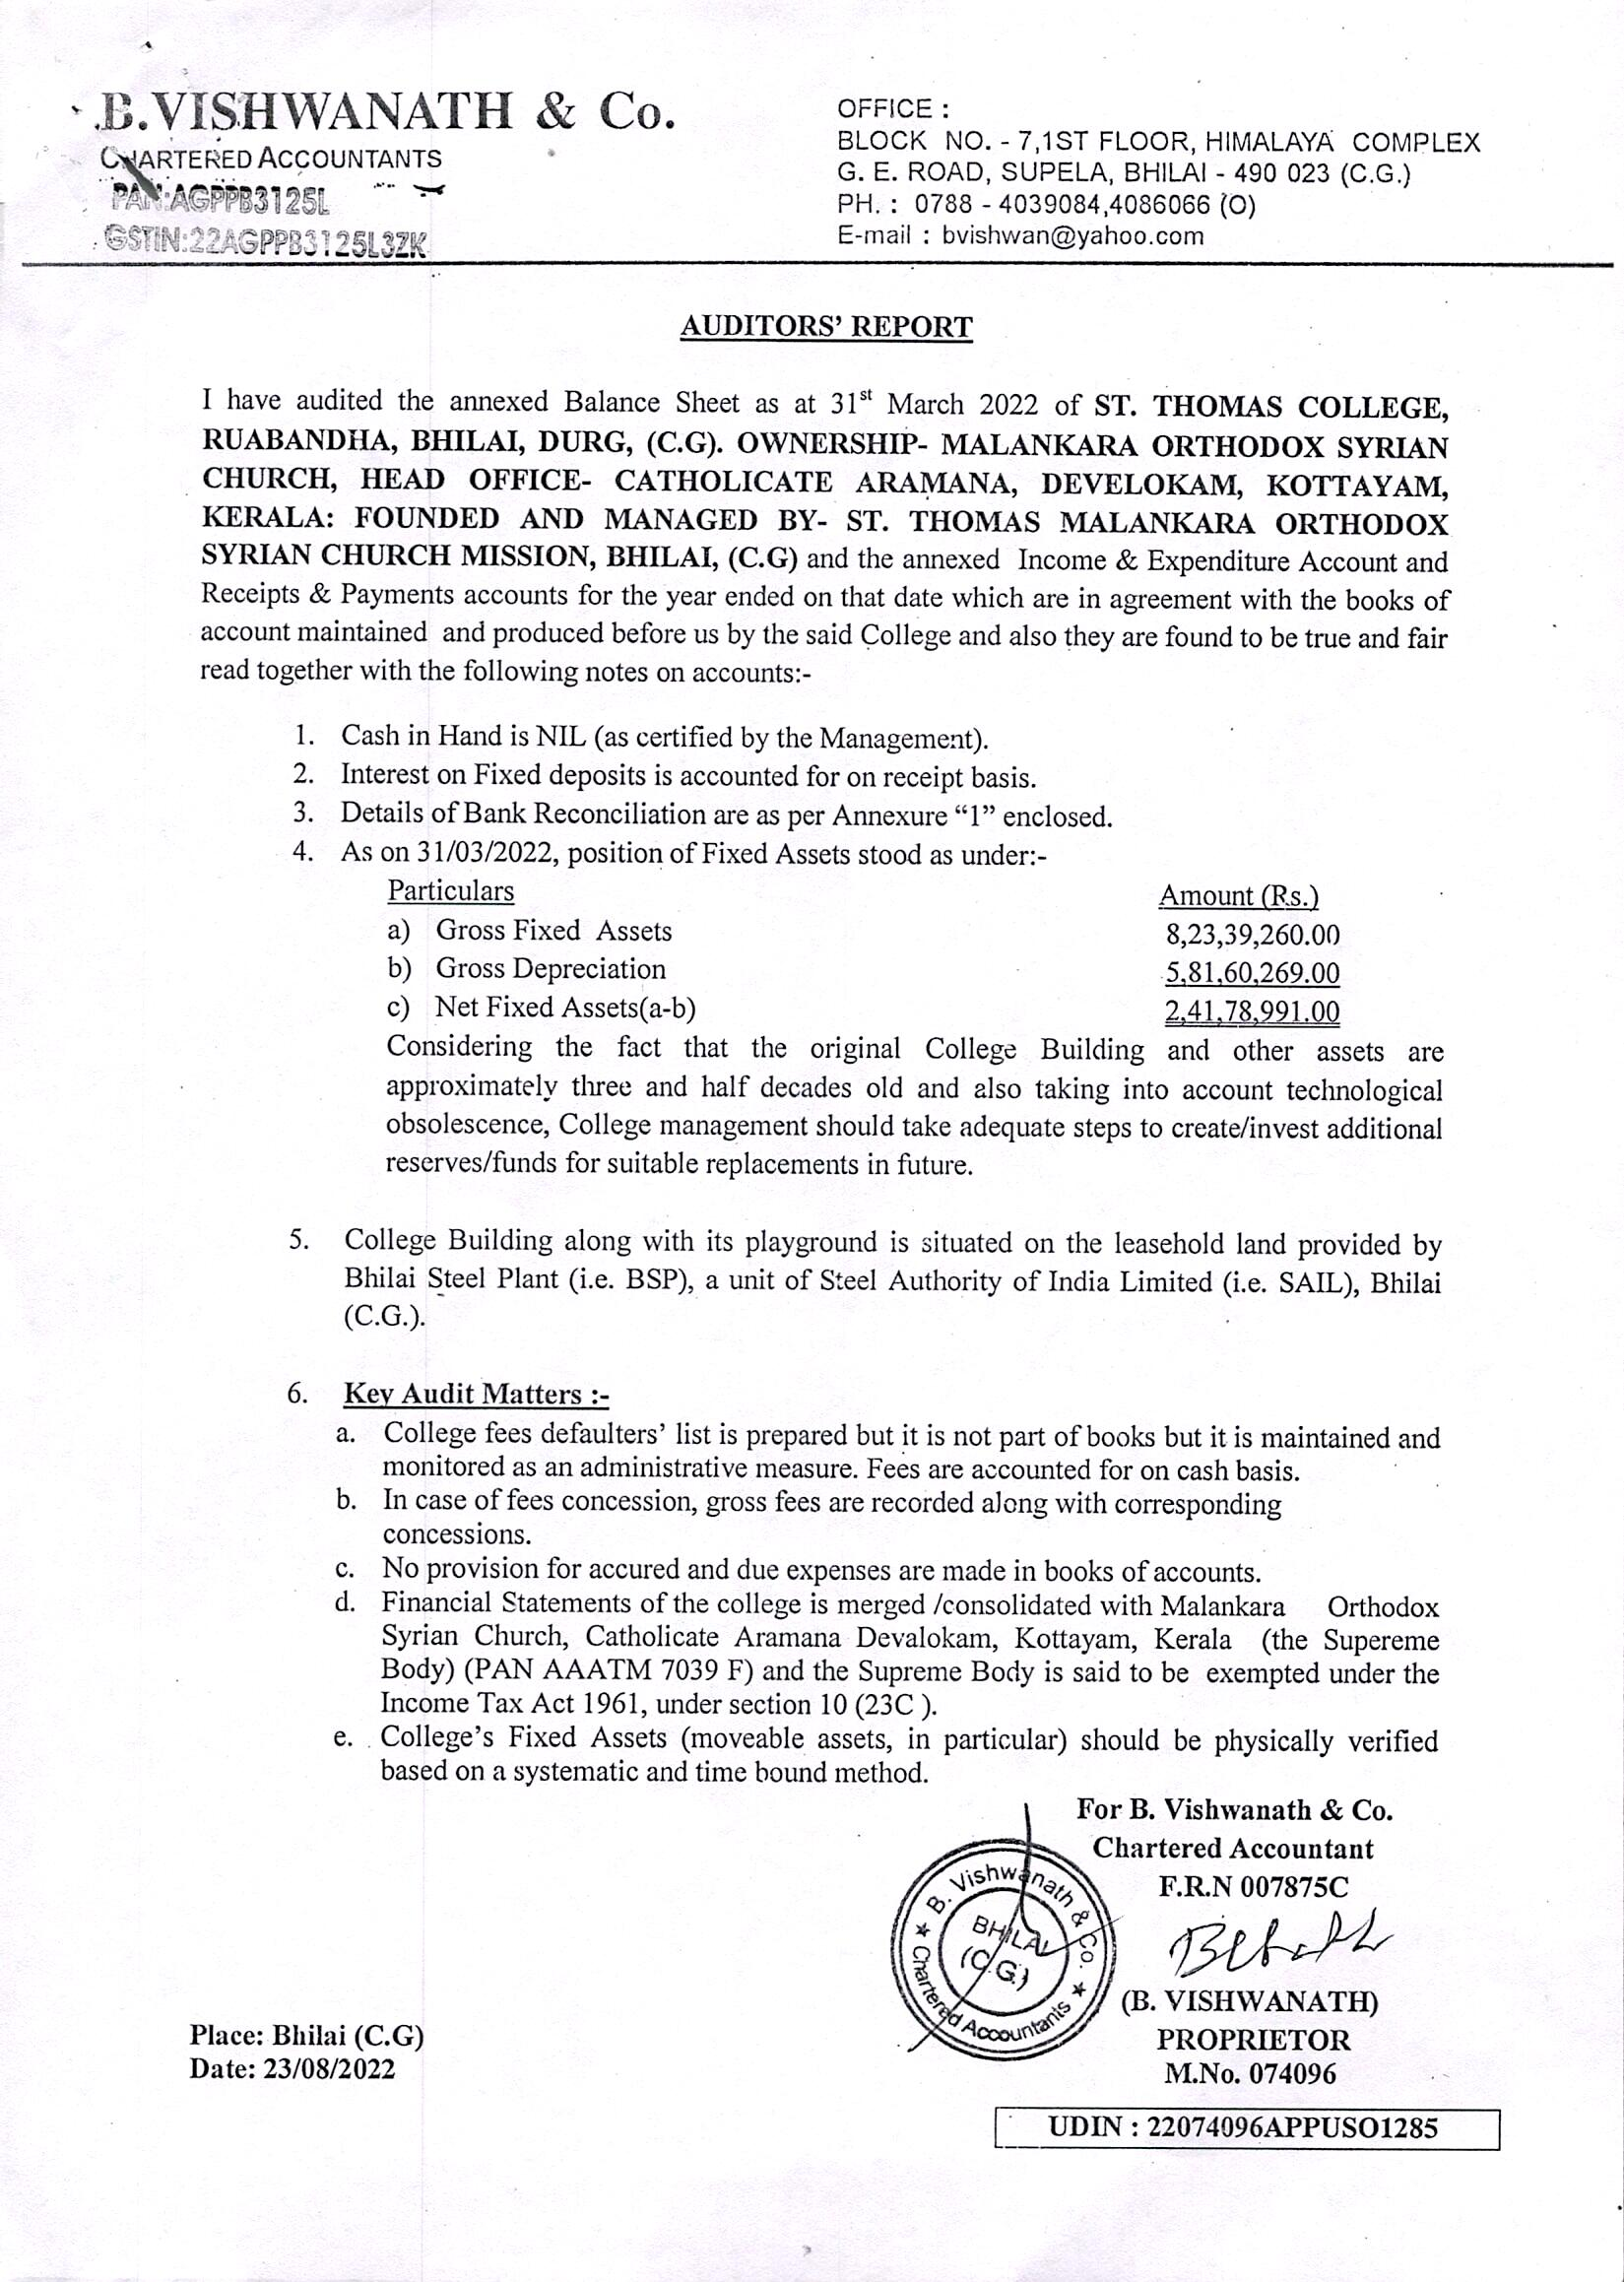 B.VISHWANATH & Co.
CHARTERED ACCOUNTANTS
PAN:AGPPB3125L
GSTIN:22AGPPB3125L3ZK
OFFICE :
BLOCK NO. - 7,1ST FLOOR, HIMALAYA COMPLEX
G. E. ROAD, SUPELA, BHILAI - 490 023 (C.G.)
PH. : 0788 - 4039084,4086066 (O)
E-mail : bvishwan@yahoo.com
AUDITORS' REPORT
I have audited the annexed Balance Sheet as at 31st March 2022 of ST. THOMAS COLLEGE,
RUABANDHA, BHILAI, DURG, (C.G). OWNERSHIP- MALANKARA ORTHODOX SYRIAN
CHURCH, HEAD OFFICE- CATHOLICATE ARAMANA, DEVELOKAM, KOTTAYAM,
KERALA: FOUNDED AND MANAGED BY- ST. THOMAS MALANKARA ORTHODOX
SYRIAN CHURCH MISSION, BHILAI, (C.G) and the annexed Income & Expenditure Account and
Receipts & Payments accounts for the year ended on that date which are in agreement with the books of
account maintained and produced before us by the said College and also they are found to be true and fair
read together with the following notes on accounts:-
1. Cash in Hand is NIL (as certified by the Management).
2. Interest on Fixed deposits is accounted for on receipt basis.
3. Details of Bank Reconciliation are as per Annexure "1" enclosed.
4. As on 31/03/2022, position of Fixed Assets stood as under:-
Particulars Amount (Rs.)
a) Gross Fixed Assets 8,23,39,260.00
b) Gross Depreciation 5,81,60,269.00
c) Net Fixed Assets(a-b) 2,41,78,991.00
Considering the fact that the original College Building and other assets are
approximately three and half decades old and also taking into account technological
obsolescence, College management should take adequate steps to create/invest additional
reserves/funds for suitable replacements in future.
5. College Building along with its playground is situated on the leasehold land provided by
Bhilai Steel Plant (i.e. BSP), a unit of Steel Authority of India Limited (i.e. SAIL), Bhilai
(C.G.).
6. Key Audit Matters :-
a. College fees defaulters' list is prepared but it is not part of books but it is maintained and
monitored as an administrative measure. Fees are accounted for on cash basis.
b. In case of fees concession, gross fees are recorded along with corresponding
concessions.
c. No provision for accured and due expenses are made in books of accounts.
d. Financial Statements of the college is merged /consolidated with Malankara Orthodox
Syrian Church, Catholicate Aramana Devalokam, Kottayam, Kerala (the Supereme
Body) (PAN AAATM 7039 F) and the Supreme Body is said to be exempted under the
Income Tax Act 1961, under section 10 (23C ).
e. College's Fixed Assets (moveable assets, in particular) should be physically verified
based on a systematic and time bound method.
For B. Vishwanath & Co.
Chartered Accountant
F.R.N 007875C
B. Vishwanath & Co.
Chartered Accountants
BHILAI
(C.G.)
(B. VISHWANATH)
PROPRIETOR
M.No. 074096
Place: Bhilai (C.G)
Date: 23/08/2022
UDIN : 22074096APPUSO1285